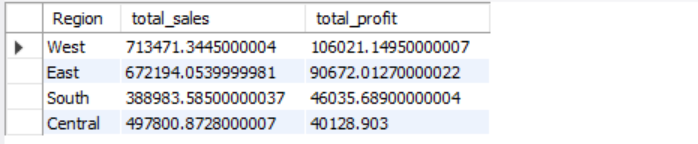 Region total_sales total_profit
West 713471.3445000004 106021.14950000007
East 672194.0539999981 90672.01270000022
South 388983.58500000037 46035.68900000004
Central 497800.8728000007 40128.903